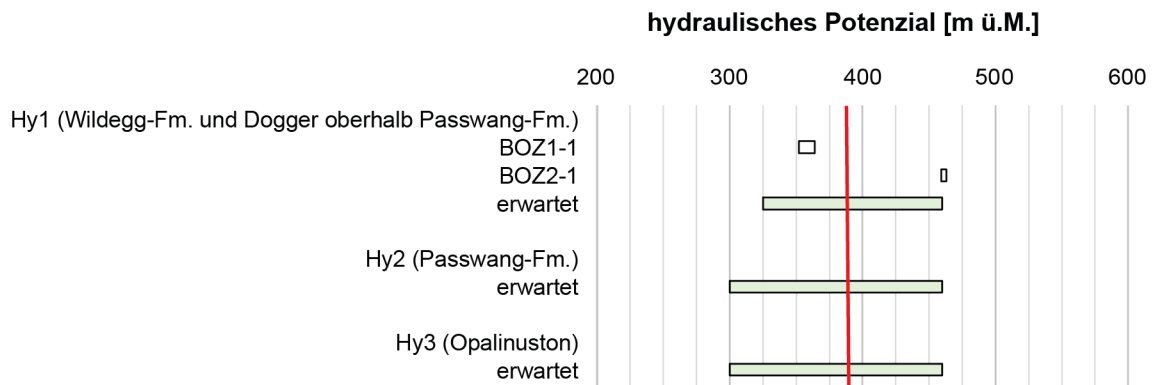 hydraulisches Potenzial [m ü.M.]
200 300 400 500 600
Hy1 (Wildegg-Fm. und Dogger oberhalb Passwang-Fm.)
BOZ1-1
BOZ2-1
erwartet
Hy2 (Passwang-Fm.)
erwartet
Hy3 (Opalinuston)
erwartet